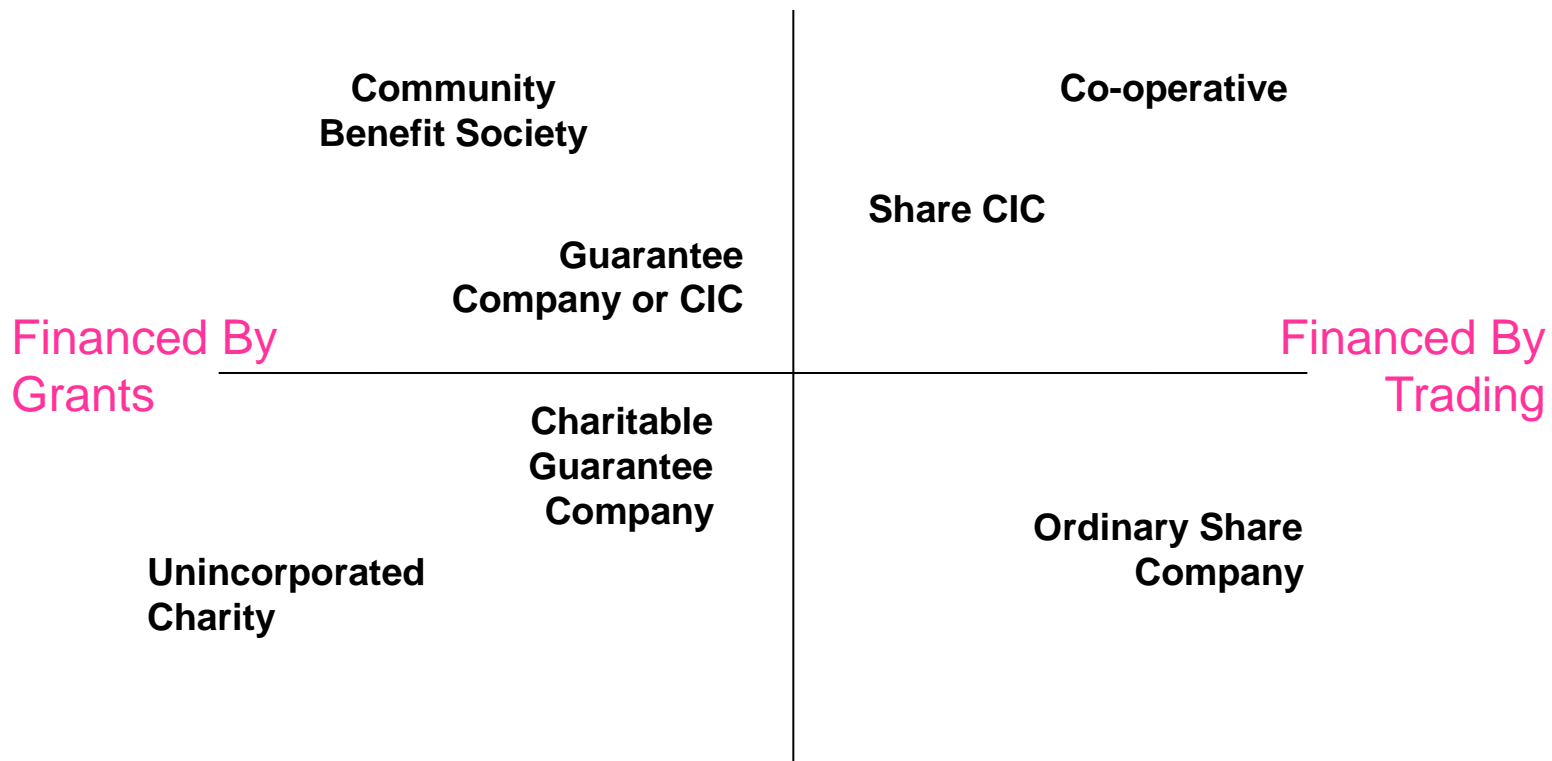 Community
Benefit Society
Co-operative
Share CIC
Guarantee
Company or CIC
Financed By
Grants
Financed By
Trading
Charitable
Guarantee
Company
Ordinary Share
Company
Unincorporated
Charity